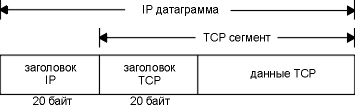 IP датаграмма
TCP сегмент
заголовок IP
заголовок TCP
данные TCP
20 байт
20 байт